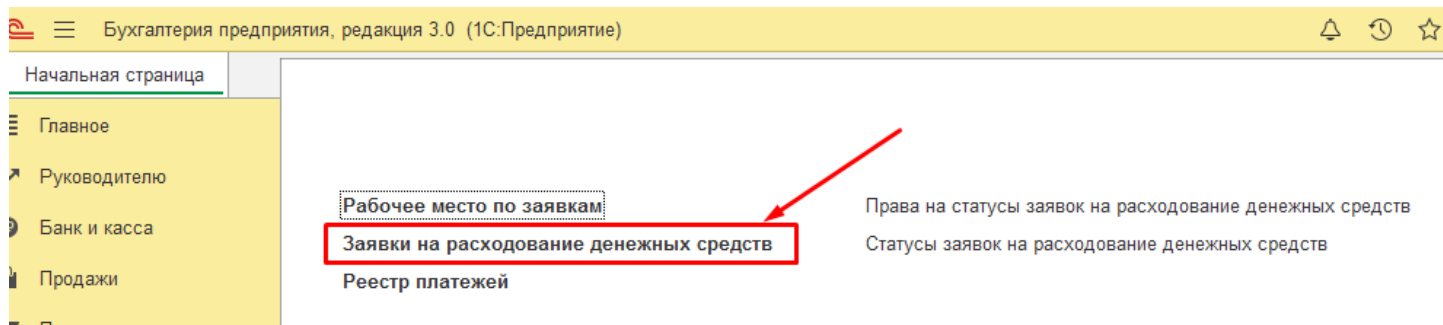 Бухгалтерия предприятия, редакция 3.0 (1С:Предприятие)
Начальная страница
Главное
Руководителю
Банк и касса
Продажи
Рабочее место по заявкам
Заявки на расходование денежных средств
Реестр платежей
Права на статусы заявок на расходование денежных средств
Статусы заявок на расходование денежных средств